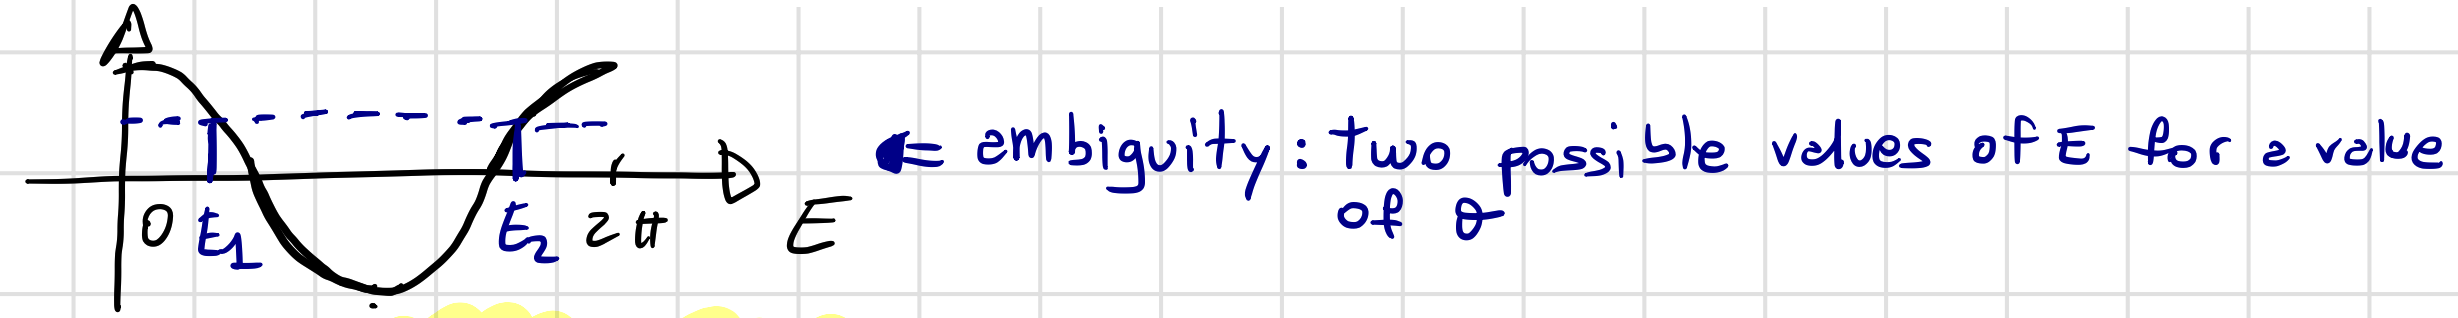 0 E1 E2 2π E
← ambiguity: two possible values of E for a value
of θ